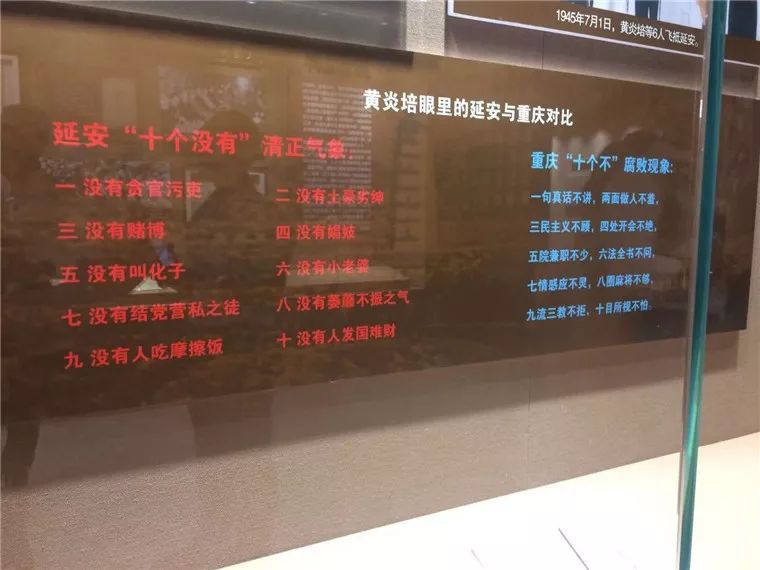 1945年7月1日，黄炎培等6人飞抵延安。
黄炎培眼里的延安与重庆对比
延安“十个没有”清正气象：
一 没有贪官污吏
二 没有土豪劣绅
三 没有赌博
四 没有娼妓
五 没有叫化子
六 没有小老婆
七 没有结党营私之徒
八 没有萎靡不振之气
九 没有人吃摩擦饭
十 没有人发国难财
重庆“十个不”腐败现象：
一句真话不讲，两面做人不羞，
三民主义不顾，四处开会不绝，
五院兼职不少，六法全书不问，
七情感应不灵，八圈麻将不够，
九流三教不拒，十目所视不怕。